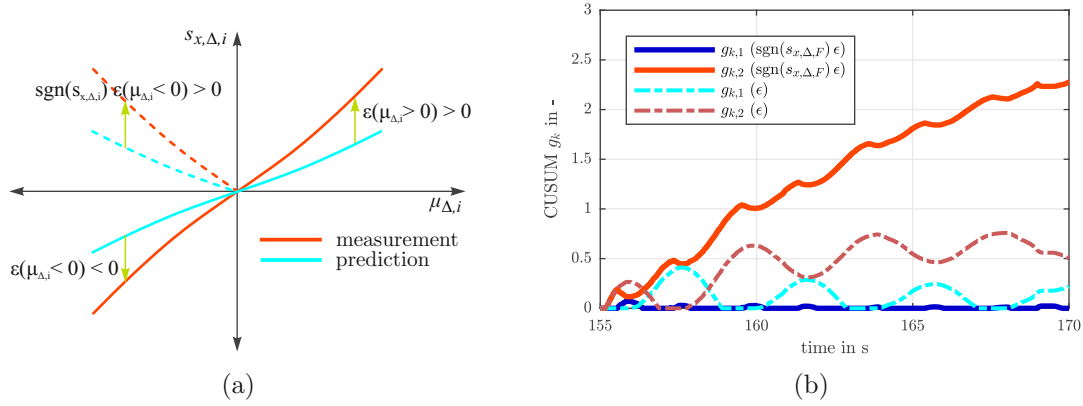 s_{x,Δ,i}
sgn(s_{x,Δ,i}) ε(μ_{Δ,i}< 0) > 0
ε(μ_{Δ,i}> 0) > 0
μ_{Δ,i}
measurement
prediction
ε(μ_{Δ,i}< 0) < 0
(a)
g_{k,1} (sgn(s_{x,Δ,F}) ϵ)
g_{k,2} (sgn(s_{x,Δ,F}) ϵ)
g_{k,1} (ϵ)
g_{k,2} (ϵ)
CUSUM g_k in -
3
2.5
2
1.5
1
0.5
0
155 160 165 170
time in s
(b)